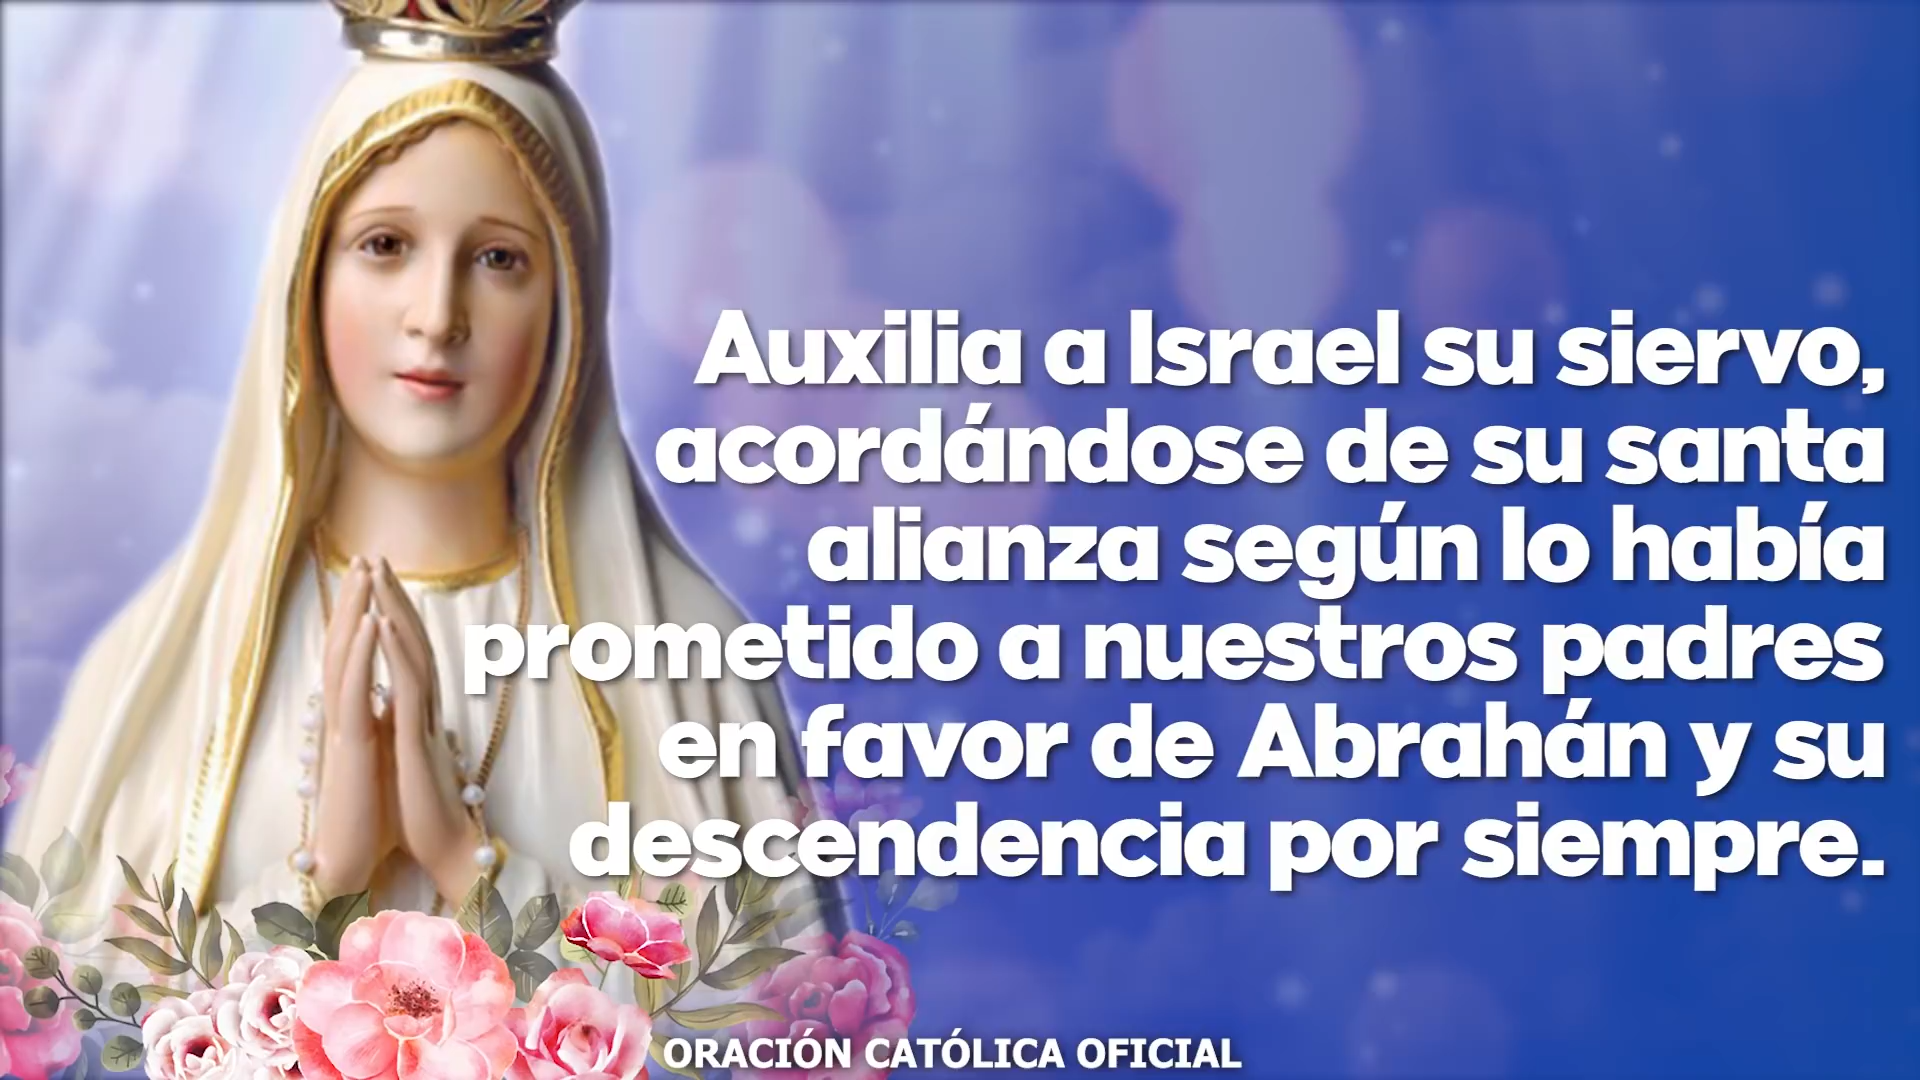 Auxilia a Israel su siervo,
acordándose de su santa
alianza según lo había
prometido a nuestros padres
en favor de Abrahán y su
descendencia por siempre.
ORACIÓN CATÓLICA OFICIAL